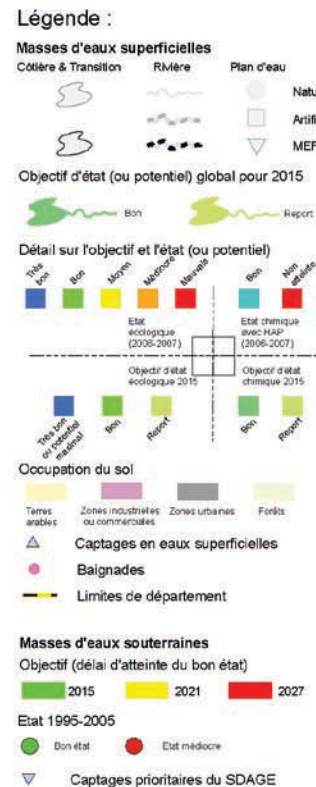 Légende :
Masses d'eaux superficielles
Côtière & Transition Rivière Plan d'eau
Objectif d'état (ou potentiel) global pour 2015
Bon Report
Détail sur l'objectif et l'état (ou potentiel)
Très bon Bon Moyen Médiocre Mauvais Bon Non atteinte
Etat écologique (2006-2007)
Etat chimique avec HAP (2006-2007)
Objectif d'état écologique 2015
Objectif d'état chimique 2015
Très bon ou potentiel maximal Bon Report Bon Report
Occupation du sol
Terres arables Zones industrielles ou commerciales Zones urbaines Forêts
Captages en eaux superficielles
Baignades
Limites de département
Masses d'eaux souterraines
Objectif (délai d'atteinte du bon état)
2015 2021 2027
Etat 1995-2005
Bon état Etat médiocre
Captages prioritaires du SDAGE